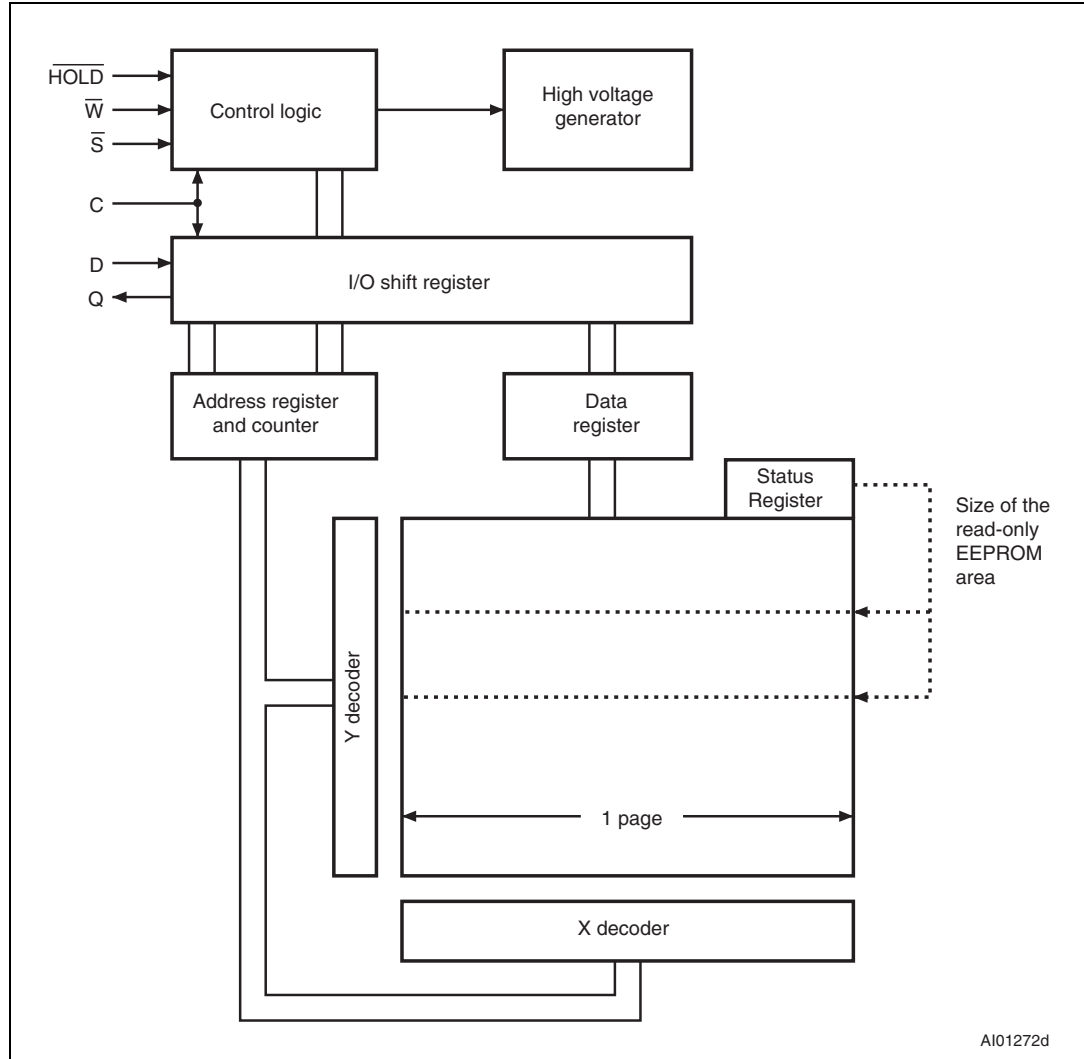 H̅O̅L̅D̅
W̅
S̅
C
D
Q
Control logic
High voltage
generator
I/O shift register
Address register
and counter
Data
register
Status
Register
Size of the
read-only
EEPROM
area
Y decoder
1 page
X decoder
AI01272d